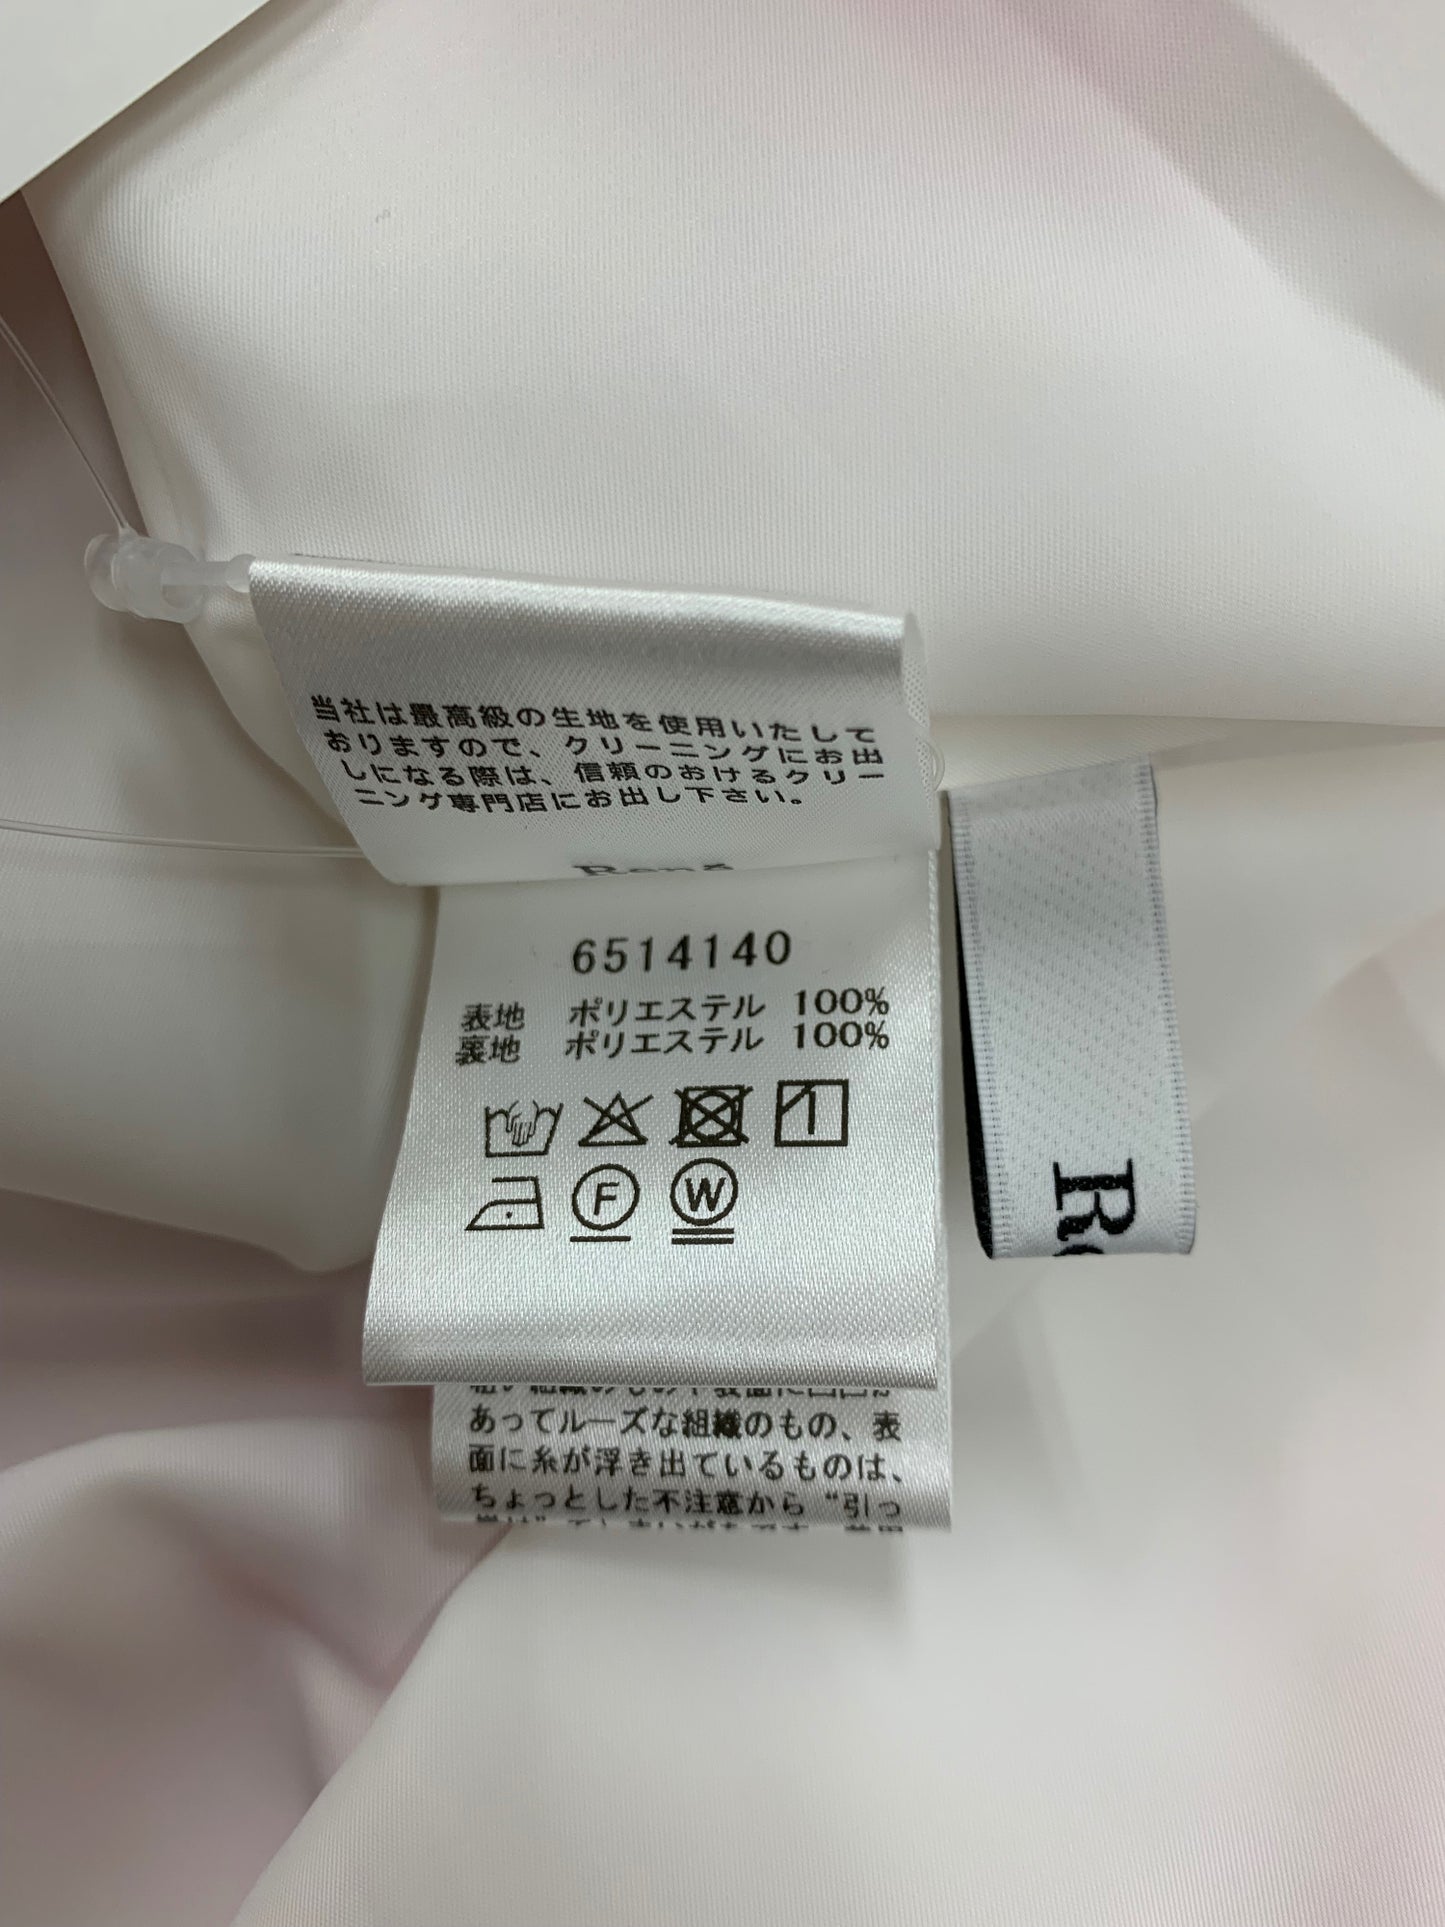 当社は最高級の生地を使用いたして
おりますので、クリーニングにお出
しになる際は、信頼のおけるクリー
ニング専門店にお出し下さい。
6514140
表地 ポリエステル 100%
裏地 ポリエステル 100%
F W
あってルーズな組織のもの、表
面に糸が浮き出ているものは、
ちょっとした不注意から“引っ